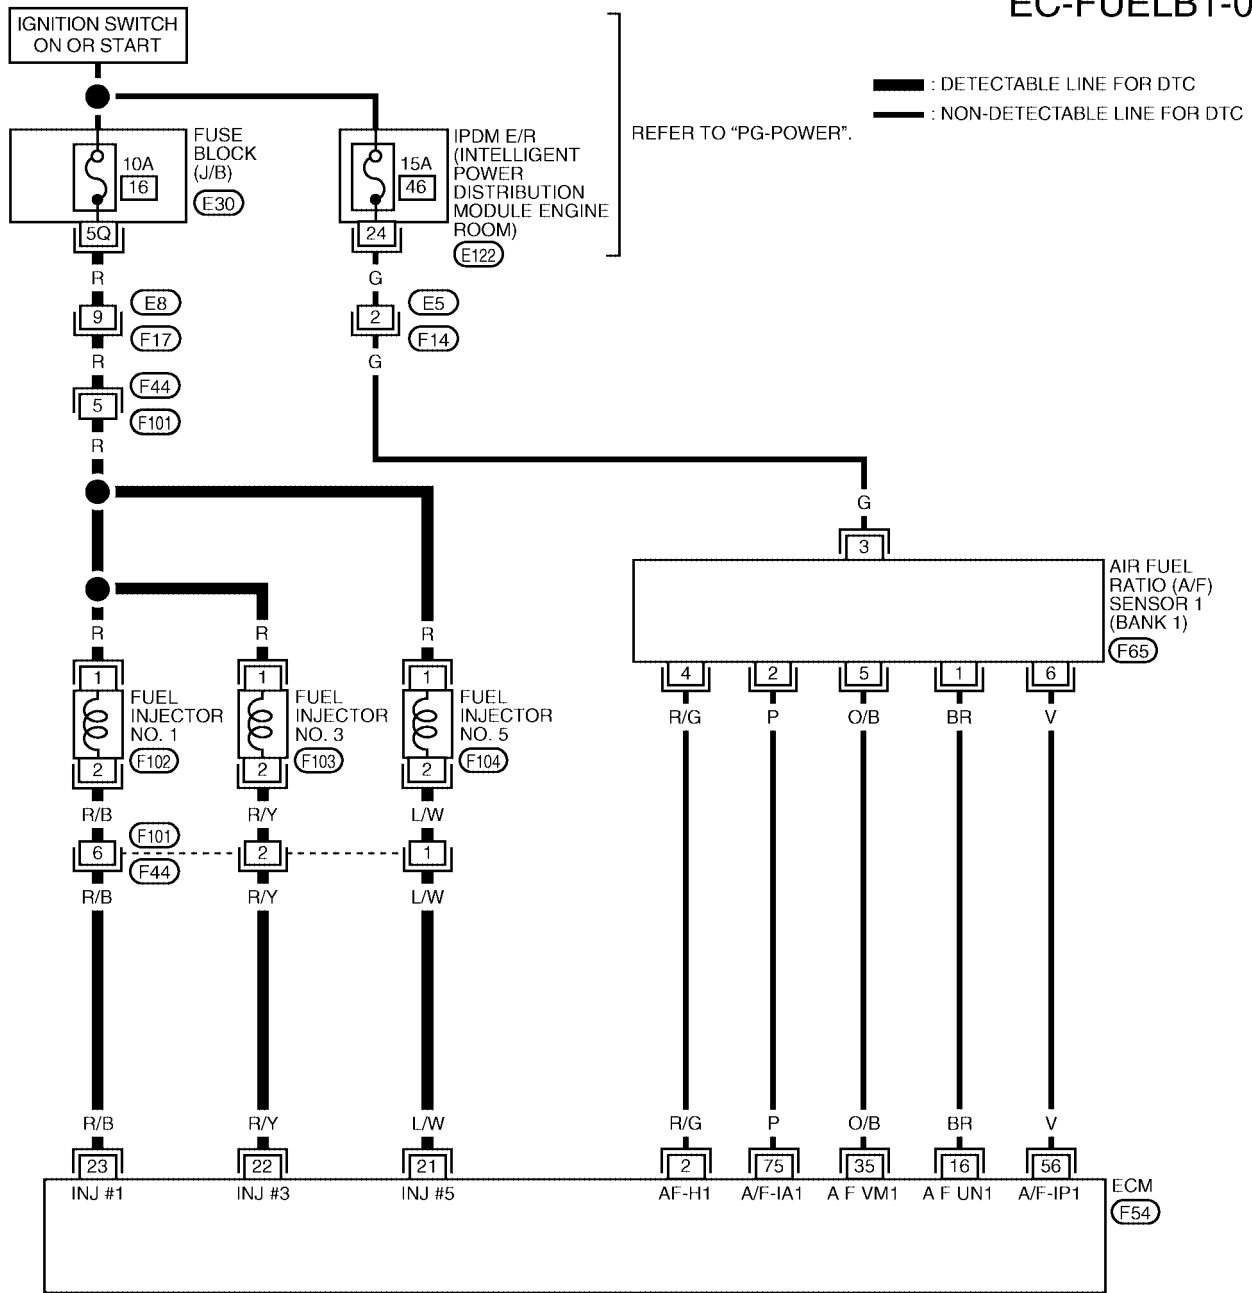 EC-FUELB1-0
IGNITION SWITCH
ON OR START
: DETECTABLE LINE FOR DTC
: NON-DETECTABLE LINE FOR DTC
REFER TO “PG-POWER”.
10A
16
FUSE
BLOCK
(J/B)
E30
15A
46
IPDM E/R
(INTELLIGENT
POWER
DISTRIBUTION
MODULE ENGINE
ROOM)
E122
5Q
24
R
G
9
E8
F17
2
E5
F14
R
G
5
F44
F101
R
G
3
AIR FUEL
RATIO (A/F)
SENSOR 1
(BANK 1)
F65
R
R
R
1
1
1
4
2
5
1
6
FUEL
INJECTOR
NO. 1
F102
FUEL
INJECTOR
NO. 3
F103
FUEL
INJECTOR
NO. 5
F104
R/G
P
O/B
BR
V
2
2
2
R/B
R/Y
L/W
F101
F44
6
2
1
R/B
R/Y
L/W
R/B
R/Y
L/W
R/G
P
O/B
BR
V
23
22
21
2
75
35
16
56
INJ #1
INJ #3
INJ #5
AF-H1
A/F-IA1
A F VM1
A F UN1
A/F-IP1
ECM
F54